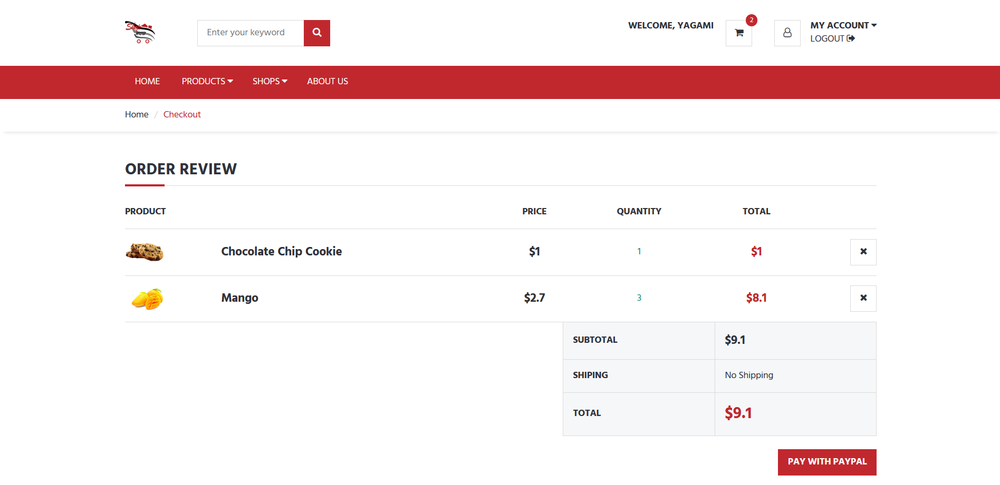 Shop
HUB
Enter your keyword
WELCOME, YAGAMI
2
MY ACCOUNT
LOGOUT
HOME PRODUCTS SHOPS ABOUT US
Home / Checkout
ORDER REVIEW
PRODUCT PRICE QUANTITY TOTAL
Chocolate Chip Cookie $1 1 $1
Mango $2.7 3 $8.1
SUBTOTAL $9.1
SHIPING No Shipping
TOTAL $9.1
PAY WITH PAYPAL